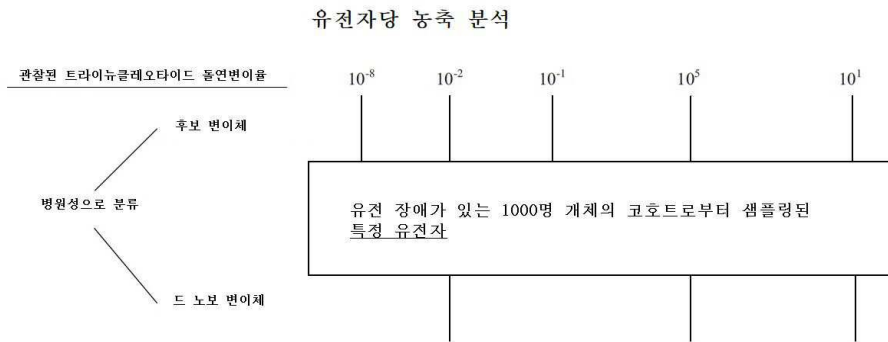 유전자당 농축 분석
관찰된 트라이뉴클레오타이드 돌연변이율
10⁻⁸ 10⁻² 10⁻¹ 10⁵ 10¹
후보 변이체
병원성으로 분류
유전 장애가 있는 1000명 개체의 코호트로부터 샘플링된
특정 유전자
드 노보 변이체